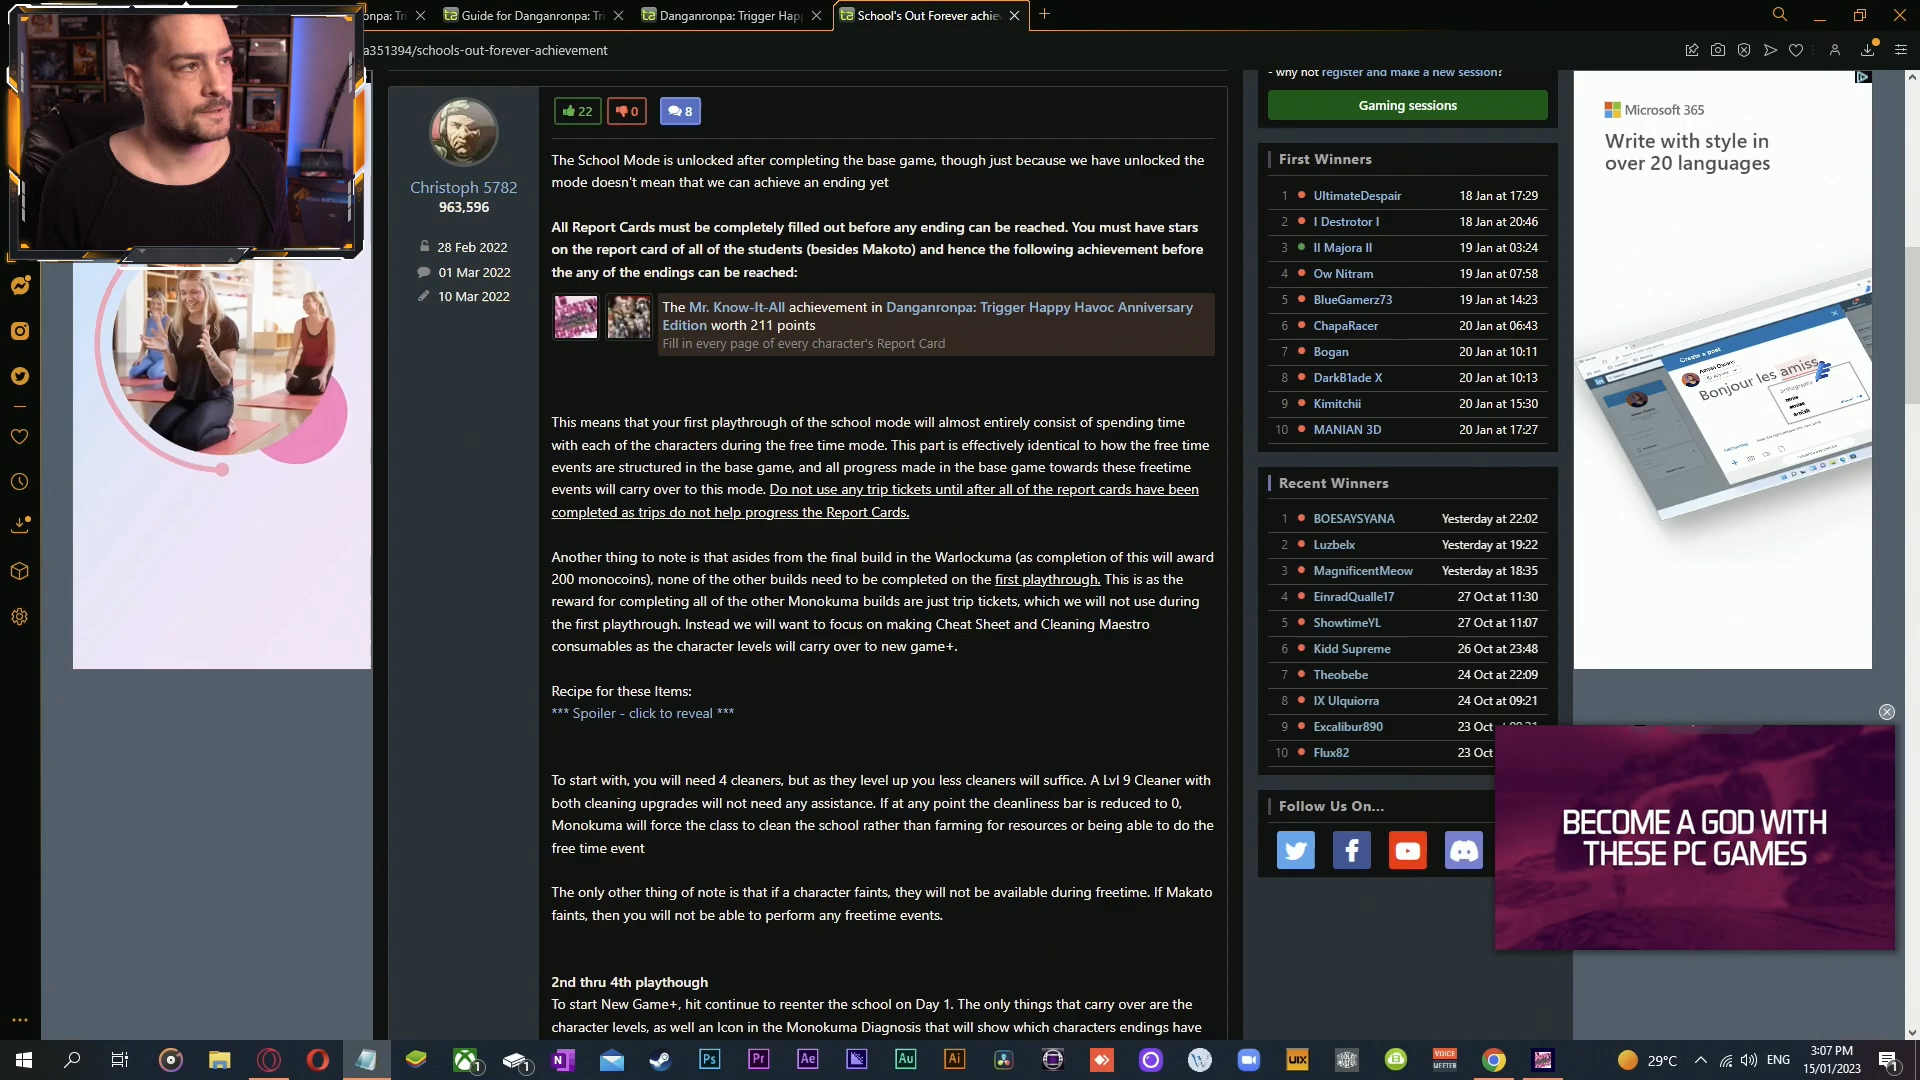 onpa: Tri
Guide for Danganronpa: Tri
Danganronpa: Trigger Hap
School's Out Forever achie
a351394/schools-out-forever-achievement
22
0
8
Christoph 5782
963,596
28 Feb 2022
01 Mar 2022
10 Mar 2022
The School Mode is unlocked after completing the base game, though just because we have unlocked the
mode doesn't mean that we can achieve an ending yet
All Report Cards must be completely filled out before any ending can be reached. You must have stars
on the report card of all of the students (besides Makoto) and hence the following achievement before
the any of the endings can be reached:
The Mr. Know-It-All achievement in Danganronpa: Trigger Happy Havoc Anniversary
Edition worth 211 points
Fill in every page of every character's Report Card
This means that your first playthrough of the school mode will almost entirely consist of spending time
with each of the characters during the free time mode. This part is effectively identical to how the free time
events are structured in the base game, and all progress made in the base game towards these freetime
events will carry over to this mode. Do not use any trip tickets until after all of the report cards have been
completed as trips do not help progress the Report Cards.
Another thing to note is that asides from the final build in the Warlockuma (as completion of this will award
200 monocoins), none of the other builds need to be completed on the first playthrough. This is as the
reward for completing all of the other Monokuma builds are just trip tickets, which we will not use during
the first playthrough. Instead we will want to focus on making Cheat Sheet and Cleaning Maestro
consumables as the character levels will carry over to new game+.
Recipe for these Items:
*** Spoiler - click to reveal ***
To start with, you will need 4 cleaners, but as they level up you less cleaners will suffice. A Lvl 9 Cleaner with
both cleaning upgrades will not need any assistance. If at any point the cleanliness bar is reduced to 0,
Monokuma will force the class to clean the school rather than farming for resources or being able to do the
free time event
The only other thing of note is that if a character faints, they will not be available during freetime. If Makato
faints, then you will not be able to perform any freetime events.
2nd thru 4th playthough
To start New Game+, hit continue to reenter the school on Day 1. The only things that carry over are the
character levels, as well an Icon in the Monokuma Diagnosis that will show which characters endings have
- why not register and make a new session?
Gaming sessions
First Winners
1 UltimateDespair 18 Jan at 17:29
2 I Destrotor I 18 Jan at 20:46
3 II Majora II 19 Jan at 03:24
4 Ow Nitram 19 Jan at 07:58
5 BlueGamerz73 19 Jan at 14:23
6 ChapaRacer 20 Jan at 06:43
7 Bogan 20 Jan at 10:11
8 DarkB1ade X 20 Jan at 10:13
9 Kimitchii 20 Jan at 15:30
10 MANIAN 3D 20 Jan at 17:27
Recent Winners
1 BOESAYSYANA Yesterday at 22:02
2 Luzbelx Yesterday at 19:22
3 MagnificentMeow Yesterday at 18:35
4 EinradQualle17 27 Oct at 11:30
5 ShowtimeYL 27 Oct at 11:07
6 Kidd Supreme 26 Oct at 23:48
7 Theobebe 24 Oct at 22:09
8 IX Ulquiorra 24 Oct at 09:21
9 Excalibur890 23 Oct
10 Flux82 23 Oct
Follow Us On...
Microsoft 365
Write with style in
over 20 languages
Create a post
Bonjour les amiss
BECOME A GOD WITH
THESE PC GAMES
1
1
N
Ps
Pr
Ae
Au
Ai
W
UIX
VOICE
MEETER
29°C
ENG
3:07 PM
15/01/2023
1